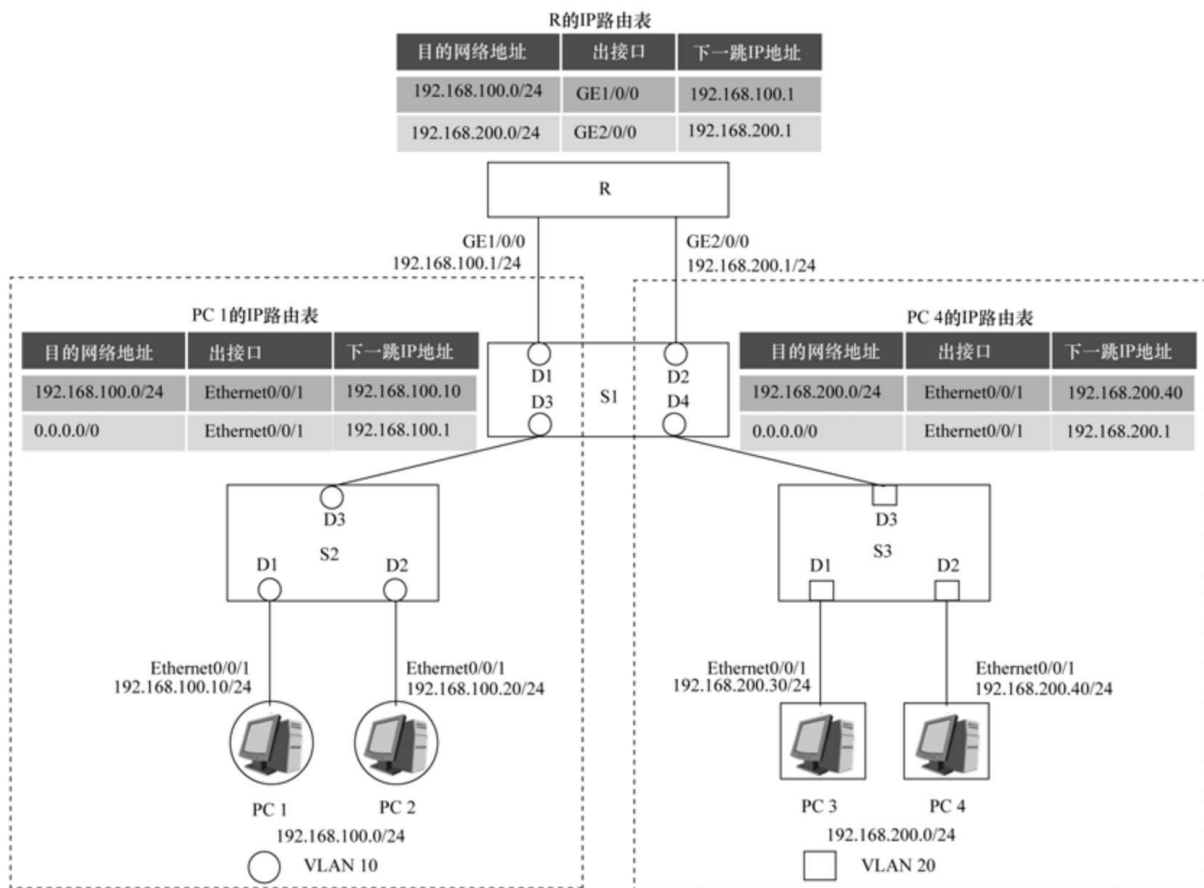 R的IP路由表
目的网络地址 出接口 下一跳IP地址
192.168.100.0/24 GE1/0/0 192.168.100.1
192.168.200.0/24 GE2/0/0 192.168.200.1
R
GE1/0/0
192.168.100.1/24
GE2/0/0
192.168.200.1/24
PC 1的IP路由表
目的网络地址 出接口 下一跳IP地址
192.168.100.0/24 Ethernet0/0/1 192.168.100.10
0.0.0.0/0 Ethernet0/0/1 192.168.100.1
D1 D2
S1
D3 D4
PC 4的IP路由表
目的网络地址 出接口 下一跳IP地址
192.168.200.0/24 Ethernet0/0/1 192.168.200.40
0.0.0.0/0 Ethernet0/0/1 192.168.200.1
D3
S2
D1 D2
D3
S3
D1 D2
Ethernet0/0/1
192.168.100.10/24
Ethernet0/0/1
192.168.100.20/24
Ethernet0/0/1
192.168.200.30/24
Ethernet0/0/1
192.168.200.40/24
PC 1 PC 2
192.168.100.0/24
VLAN 10
PC 3 PC 4
192.168.200.0/24
VLAN 20